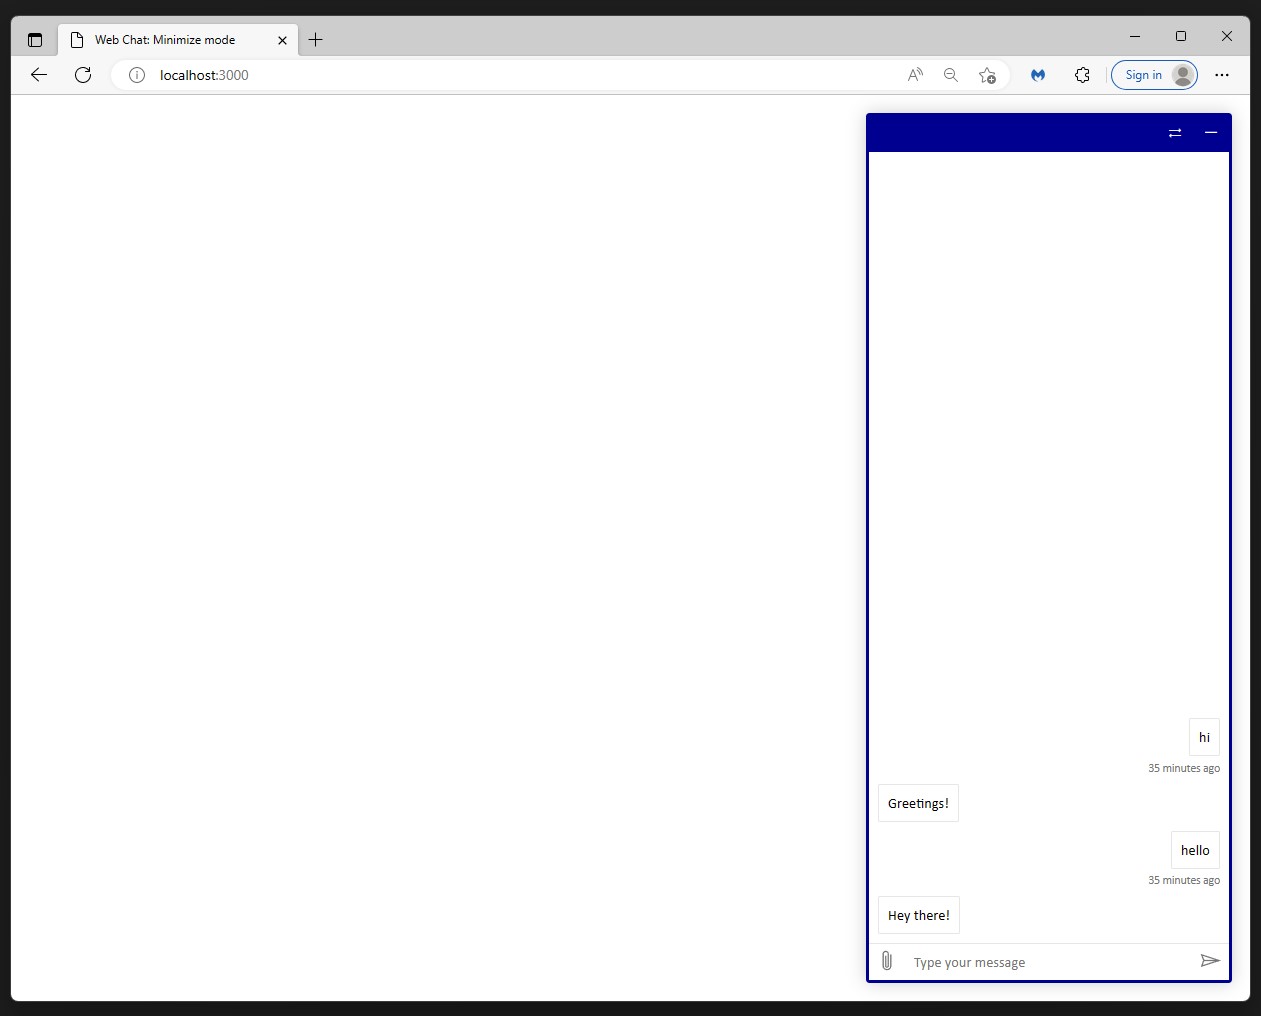 Web Chat: Minimize mode
localhost:3000
Sign in
hi
35 minutes ago
Greetings!
hello
35 minutes ago
Hey there!
Type your message